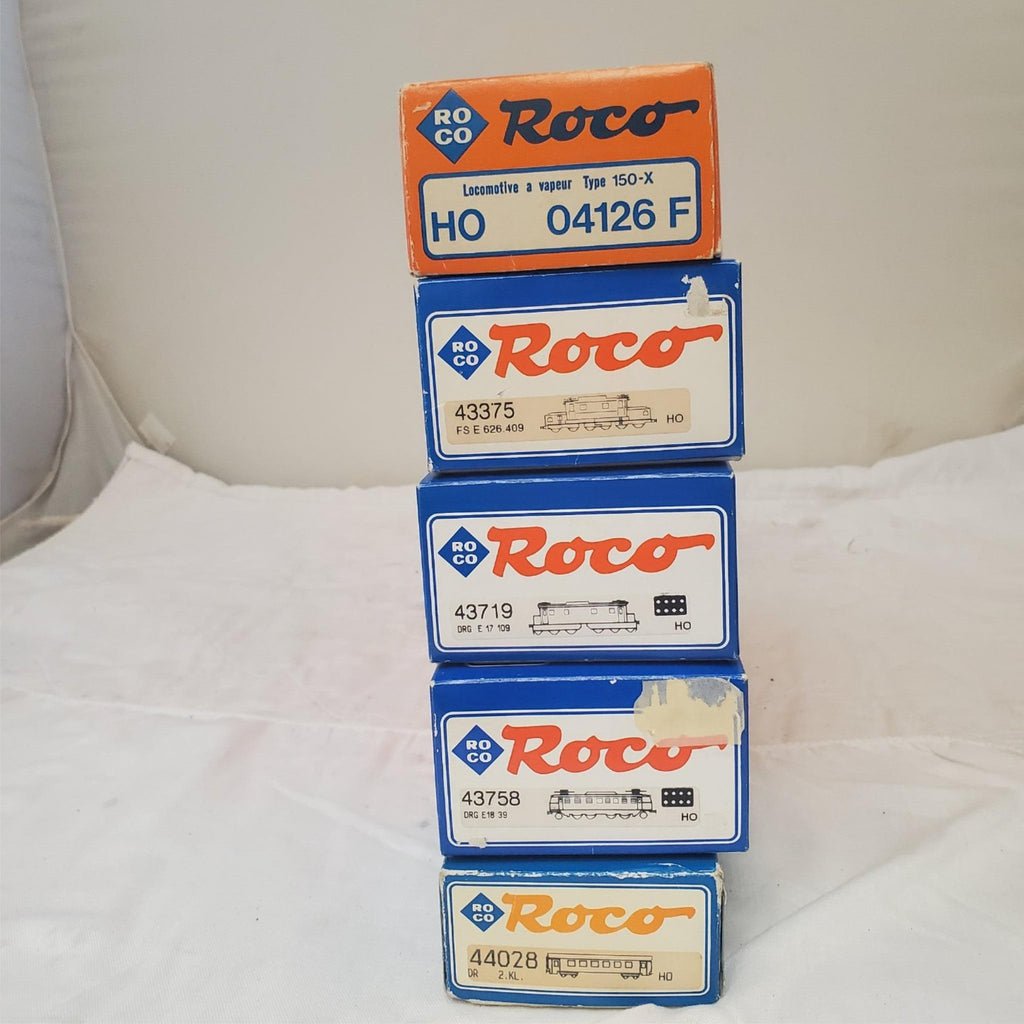 RO
CO
Roco
Locomotive a vapeur Type 150-X
HO 04126 F
RO
CO
Roco
43375
FS E 626.409
HO
RO
CO
Roco
43719
DRG E 17 109
HO
RO
CO
Roco
43758
DRG E18 39
HO
RO
CO
Roco
44028
DR 2.KL.
HO